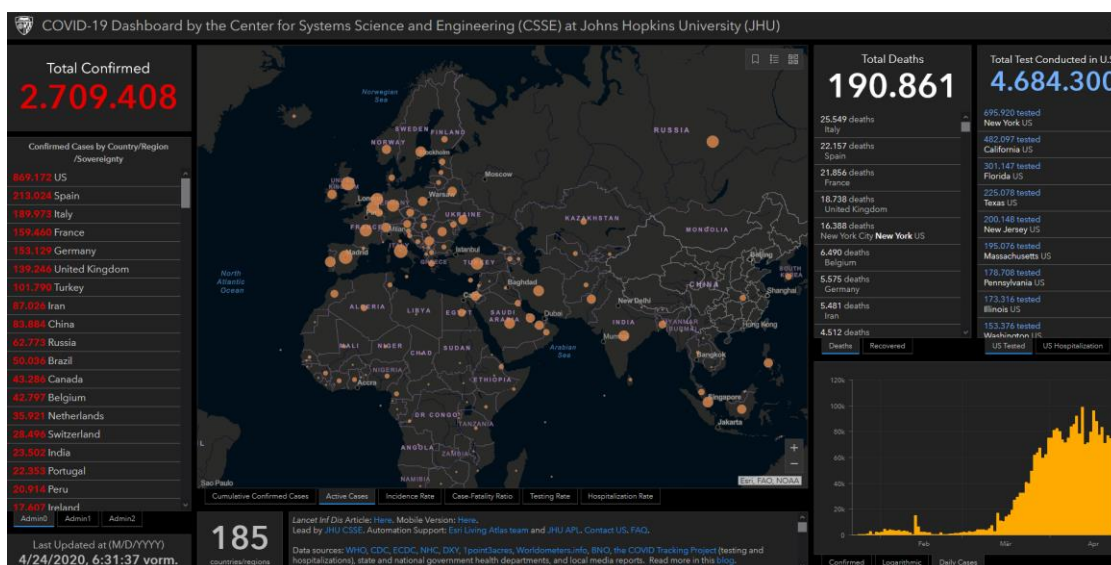 COVID-19 Dashboard by the Center for Systems Science and Engineering (CSSE) at Johns Hopkins University (JHU)
Total Confirmed
2.709.408
Confirmed Cases by Country/Region
/Sovereignty
869.172 US
213.024 Spain
189.973 Italy
159.460 France
153.129 Germany
139.246 United Kingdom
101.790 Turkey
87.026 Iran
83.884 China
62.773 Russia
50.036 Brazil
43.286 Canada
42.797 Belgium
35.921 Netherlands
28.496 Switzerland
23.502 India
22.353 Portugal
20.914 Peru
17.607 Ireland
Admin0 Admin1 Admin2
Last Updated at (M/D/YYYY)
4/24/2020, 6:31:37 vorm.
Norwegian
Sea
SWEDEN
FINLAND
NORWAY
RUSSIA
Moscow
Warsaw
UKRAINE
KAZAKHSTAN
MONGOLIA
Istanbul
Madrid
TURKEY
GREECE
Beijing
SOUTH
KOREA
North
Atlantic
Ocean
Baghdad
CHINA
Shanghai
New Delhi
ALGERIA
LIBYA
EGYPT
SAUDI
ARABIA
Dubai
INDIA
MYANMAR
(BURMA)
Hong Kong
MALI
NIGER
CHAD
SUDAN
Arabian
Sea
Bangkok
NIGERIA
Accra
ETHIOPIA
Singapore
DR CONGO
TANZANIA
Jakarta
ANGOLA
ZAMBIA
NAMIBIA
Sao Paulo
Esri, FAO, NOAA
Cumulative Confirmed Cases Active Cases Incidence Rate Case-Fatality Ratio Testing Rate Hospitalization Rate
185
countries/regions
Lancet Inf Dis Article: Here. Mobile Version: Here.
Lead by JHU CSSE. Automation Support: Esri Living Atlas team and JHU APL. Contact US. FAQ.
Data sources: WHO, CDC, ECDC, NHC, DXY, 1point3acres, Worldometers.info, BNO, the COVID Tracking Project (testing and
hospitalizations), state and national government health departments, and local media reports. Read more in this blog.
Total Deaths
190.861
25.549 deaths
Italy
22.157 deaths
Spain
21.856 deaths
France
18.738 deaths
United Kingdom
16.388 deaths
New York City New York US
6.490 deaths
Belgium
5.575 deaths
Germany
5.481 deaths
Iran
4.512 deaths
Deaths Recovered
Total Test Conducted in U.S
4.684.300
695.920 tested
New York US
482.097 tested
California US
301.147 tested
Florida US
225.078 tested
Texas US
200.148 tested
New Jersey US
195.076 tested
Massachusetts US
178.708 tested
Pennsylvania US
173.316 tested
Illinois US
153.376 tested
Washington US
US Tested US Hospitalization
120k
100k
80k
60k
40k
20k
0
Feb Mär Apr
Confirmed Logarithmic Daily Cases